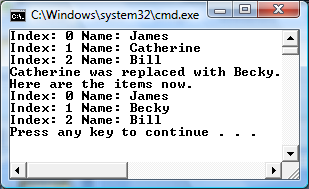 C:\Windows\system32\cmd.exe
Index: 0 Name: James
Index: 1 Name: Catherine
Index: 2 Name: Bill
Catherine was replaced with Becky.
Here are the items now.
Index: 0 Name: James
Index: 1 Name: Becky
Index: 2 Name: Bill
Press any key to continue . . .